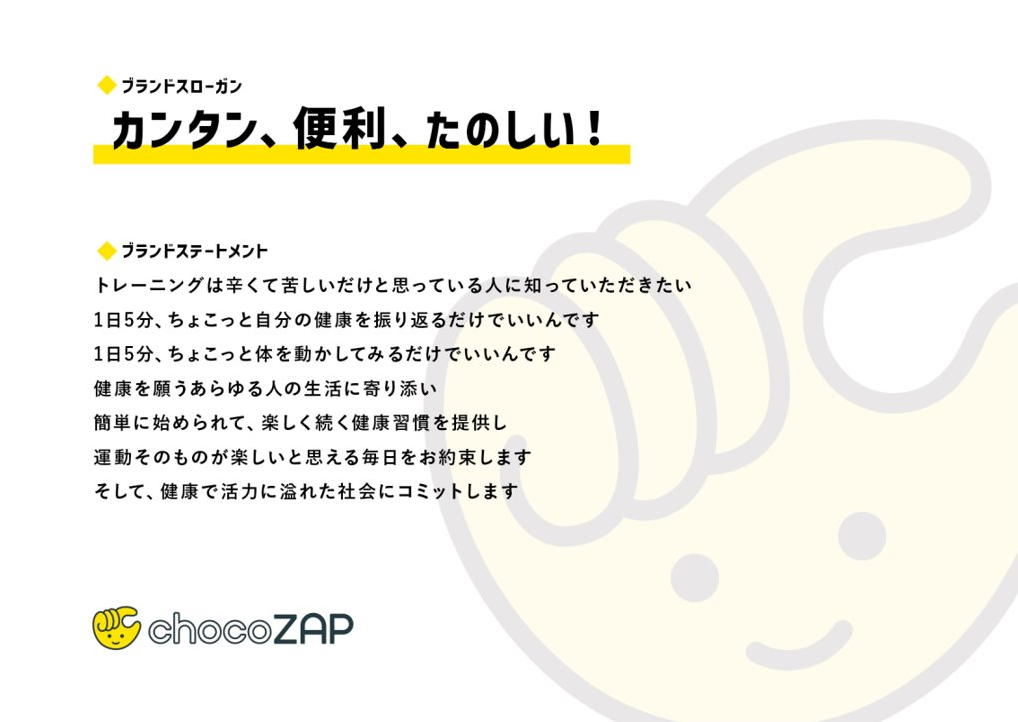 ブランドスローガン
カンタン、便利、たのしい!
ブランドステートメント
トレーニングは辛くて苦しいだけと思っている人に知っていただきたい
1日5分、ちょこっと自分の健康を振り返るだけでいいんです
1日5分、ちょこっと体を動かしてみるだけでいいんです
健康を願うあらゆる人の生活に寄り添い
簡単に始められて、楽しく続く健康習慣を提供し
運動そのものが楽しいと思える毎日をお約束します
そして、健康で活力に溢れた社会にコミットします
chocoZAP